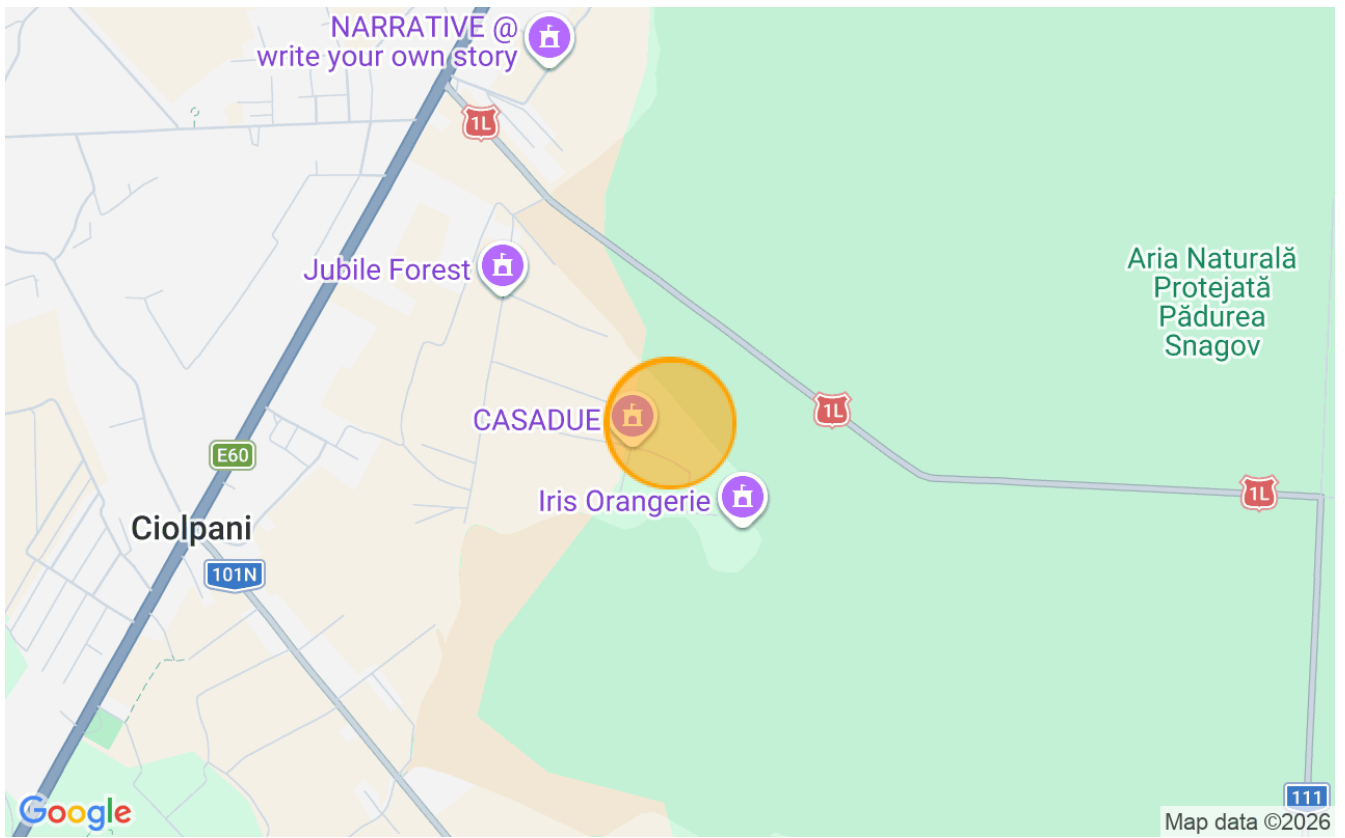 NARRATIVE @
write your own story
1L
Jubile Forest
Aria Naturală
Protejată
Pădurea
Snagov
CASADUE
1L
E60
Iris Orangerie
1L
Ciolpani
101N
111
Google
Map data ©2026